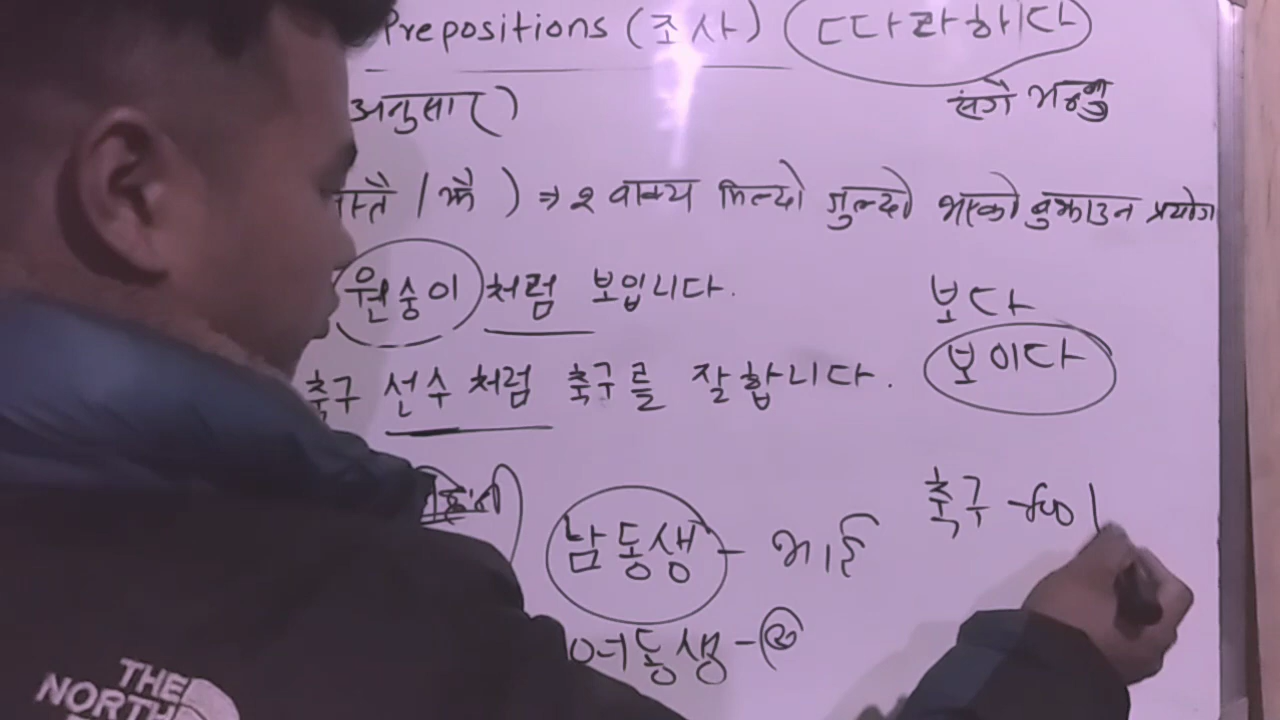 Prepositions (조사) ㄸㅏ라하다
अनुसार)
संगै भन्नु
/ झै ) ⇒ २ वाक्य मिल्दो जुल्दो भाको बुझाउन प्रयोग
원숭이 처럼 보입니다.
보다
보이다
축구 선수 처럼 축구를 잘합니다.
축구 -foo
남동생 - भाई
여동생 -
THE
NORTH